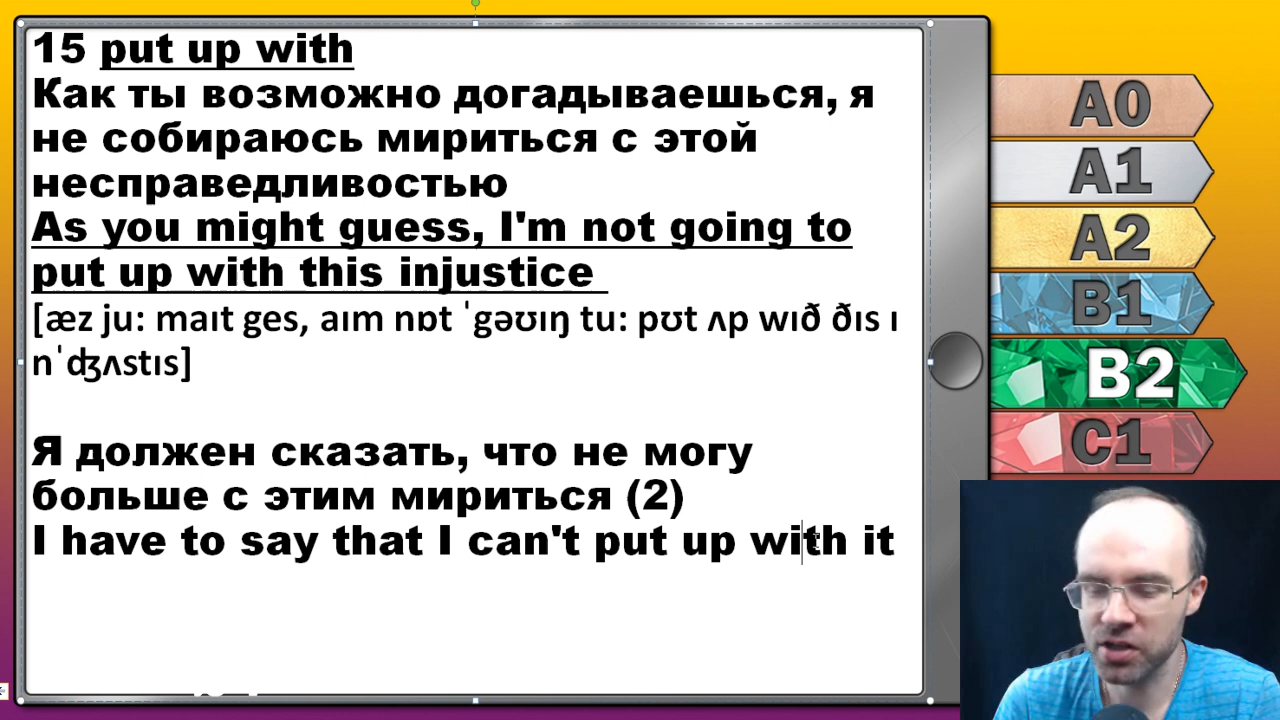 15 put up with
Как ты возможно догадываешься, я
не собираюсь мириться с этой
несправедливостью
As you might guess, I'm not going to
put up with this injustice
[æz ju: maɪt ges, aɪm nɒt ˈgəʊɪŋ tu: pʊt ʌp wɪð ðɪs ɪ
nˈʤʌstɪs]
Я должен сказать, что не могу
больше с этим мириться (2)
I have to say that I can't put up with it
A0
A1
A2
B1
B2
C1